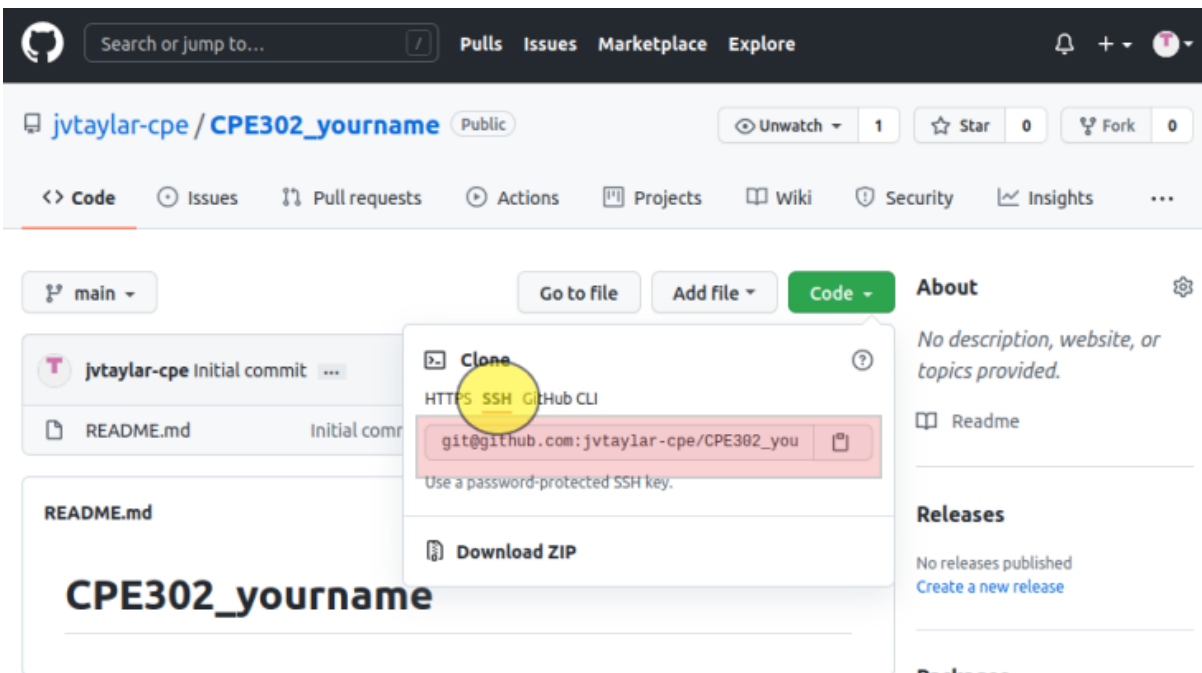 Search or jump to... / Pulls Issues Marketplace Explore
jvtaylar-cpe / CPE302_yourname Public Unwatch 1 Star 0 Fork 0
Code Issues Pull requests Actions Projects Wiki Security Insights ...
main Go to file Add file Code
About
No description, website, or
topics provided.
Readme
T jvtaylar-cpe Initial commit ...
README.md Initial comm
Clone
HTTPS SSH GitHub CLI
git@github.com:jvtaylar-cpe/CPE302_you
Use a password-protected SSH key.
Download ZIP
README.md
CPE302_yourname
Releases
No releases published
Create a new release